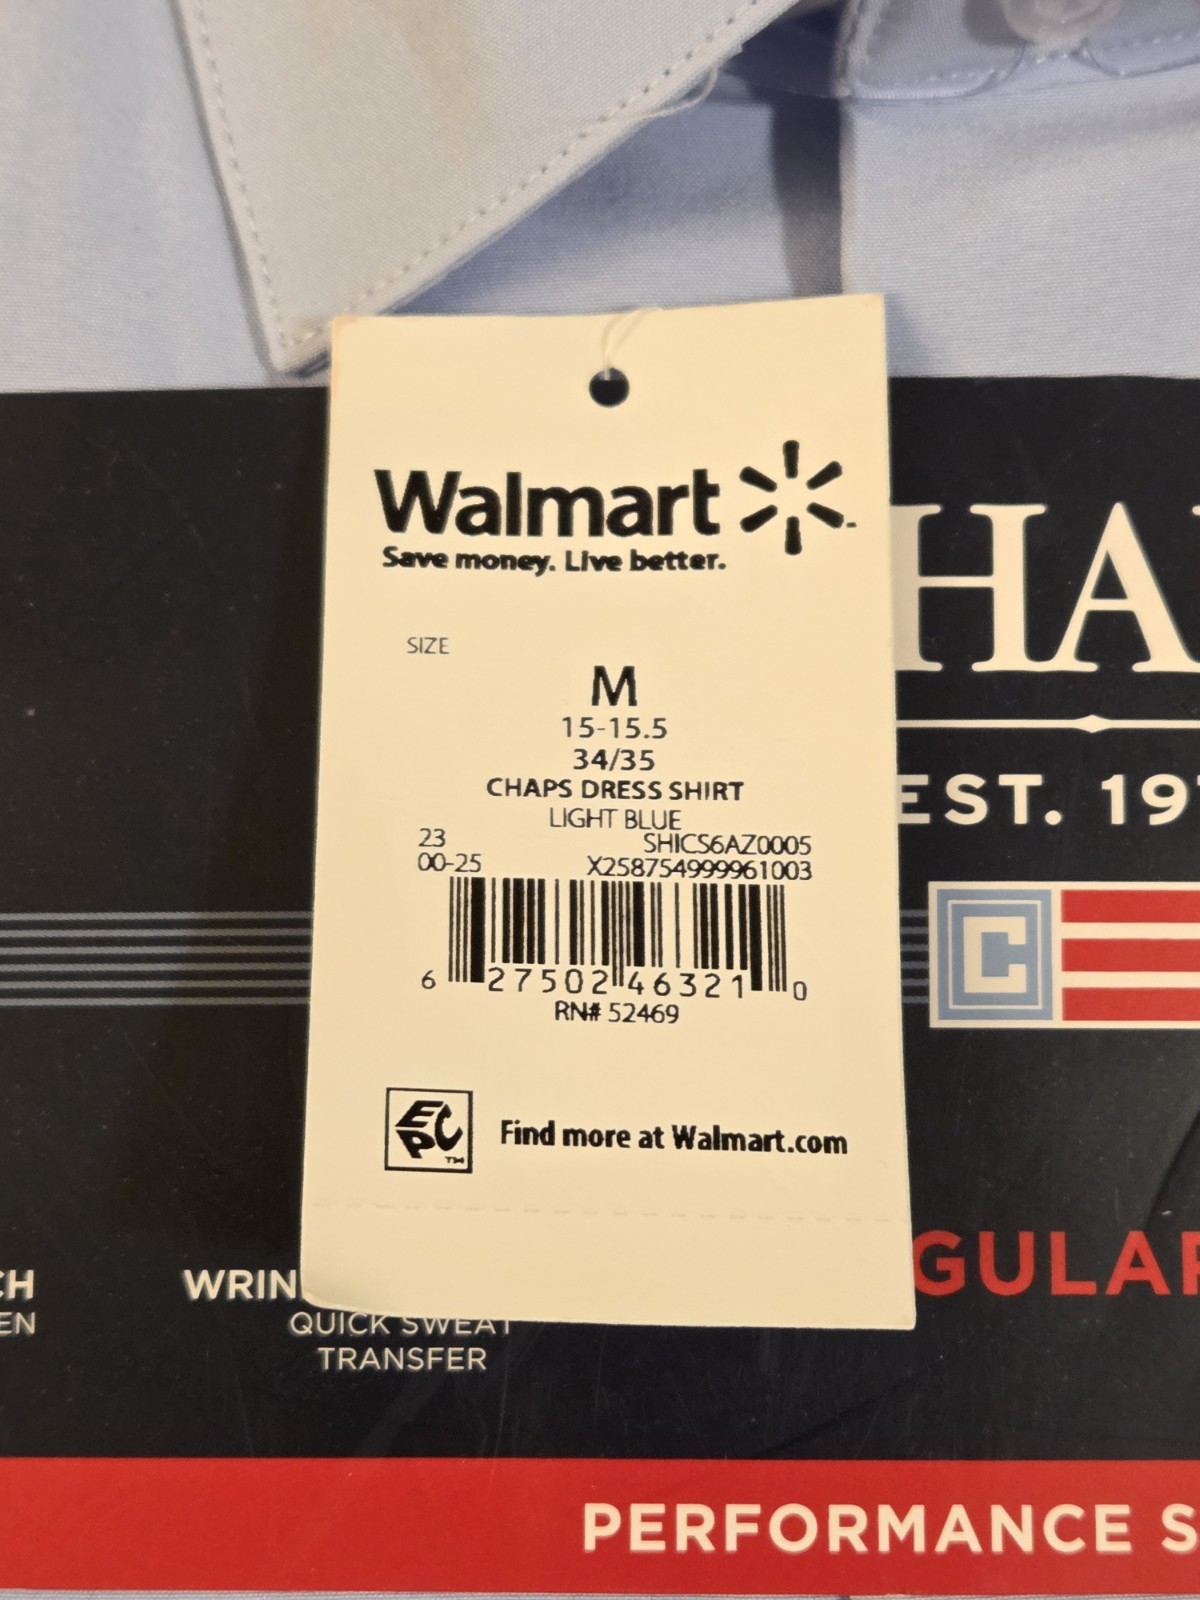 Walmart
Save money. Live better.
SIZE
M
15-15.5
34/35
CHAPS DRESS SHIRT
LIGHT BLUE
23 SHICS6AZ0005
00-25 X258754999961003
6 27502 46321 0
RN# 52469
EPC™
Find more at Walmart.com
HA
EST. 19
C
GULAR
CH
EN
WRIN
QUICK SWEAT
TRANSFER
PERFORMANCE S